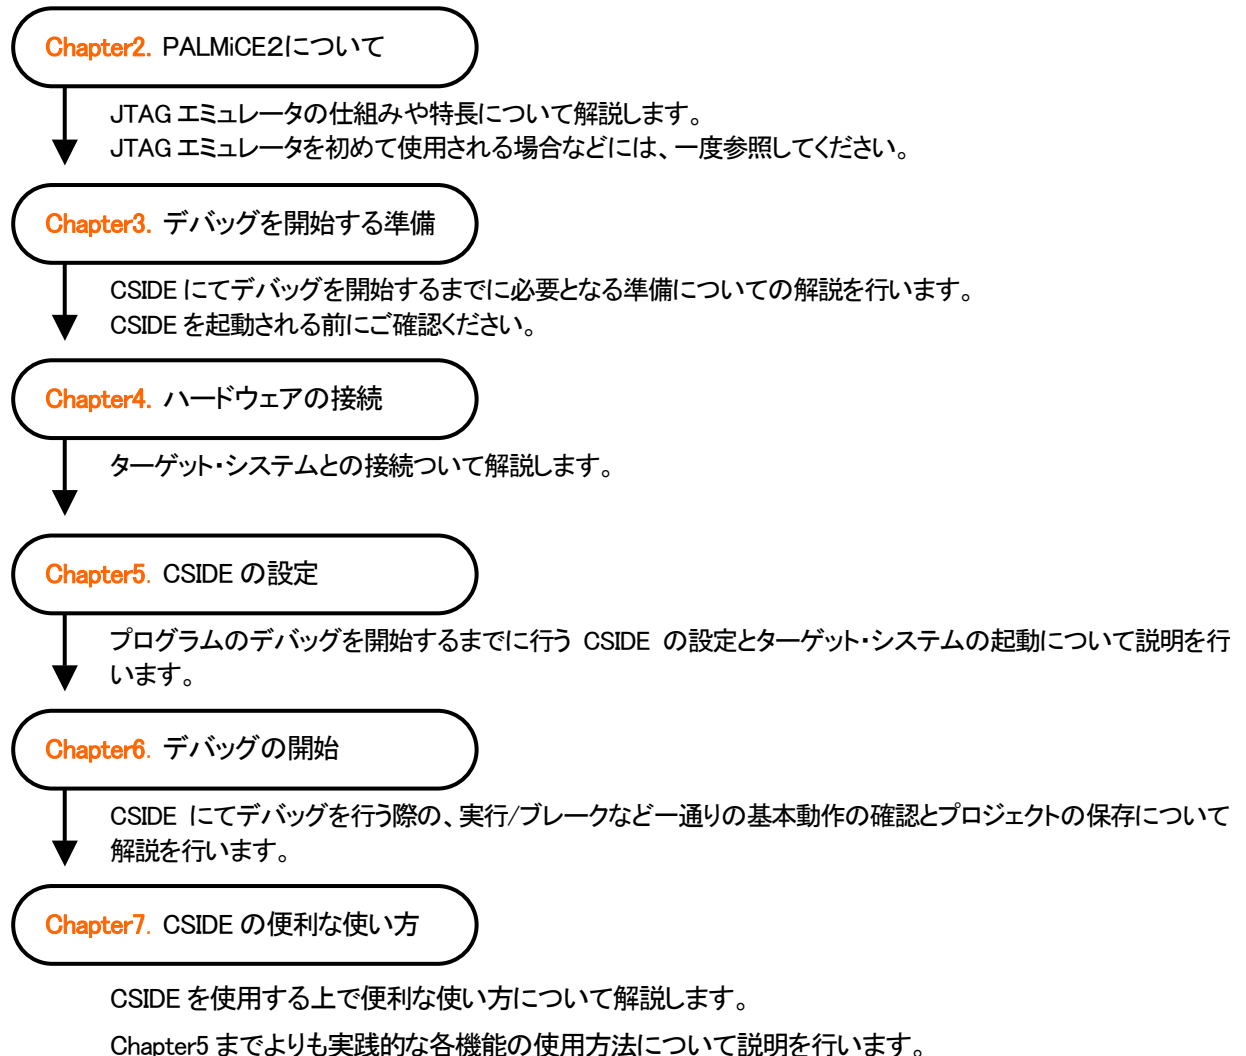 Chapter2. PALMiCE2について
JTAG エミュレータの仕組みや特長について解説します。
JTAG エミュレータを初めて使用される場合などには、一度参照してください。
Chapter3. デバッグを開始する準備
CSIDE にてデバッグを開始するまでに必要となる準備についての解説を行います。
CSIDE を起動される前にご確認ください。
Chapter4. ハードウェアの接続
ターゲット・システムとの接続ついて解説します。
Chapter5. CSIDE の設定
プログラムのデバッグを開始するまでに行う CSIDE の設定とターゲット・システムの起動について説明を行
います。
Chapter6. デバッグの開始
CSIDE にてデバッグを行う際の、実行/ブレークなど一通りの基本動作の確認とプロジェクトの保存について
解説を行います。
Chapter7. CSIDE の便利な使い方
CSIDE を使用する上で便利な使い方について解説します。
Chapter5 までよりも実践的な各機能の使用方法について説明を行います。